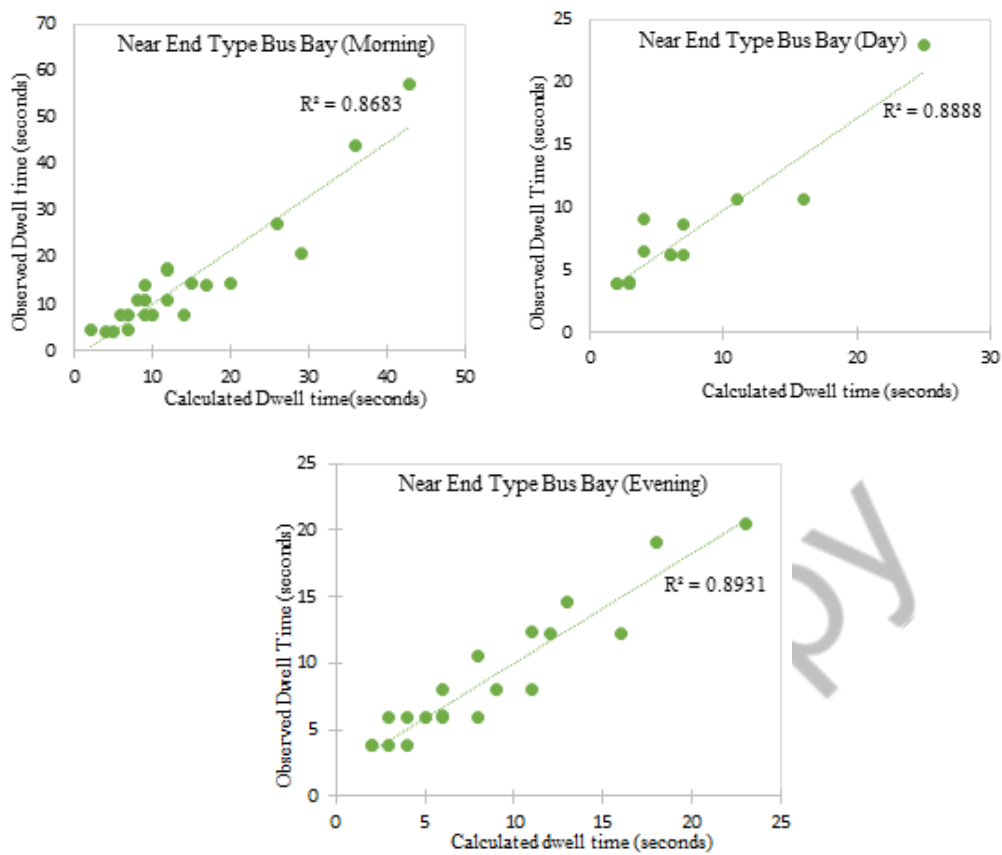 Near End Type Bus Bay (Morning)
R² = 0.8683
Observed Dwell time (seconds)
70
60
50
40
30
20
10
0
0 10 20 30 40 50
Calculated Dwell time(seconds)
Near End Type Bus Bay (Day)
R² = 0.8888
Observed Dwell Time (seconds)
25
20
15
10
5
0
0 10 20 30
Calculated Dwell time (seconds)
Near End Type Bus Bay (Evening)
R² = 0.8931
Observed Dwell Time (seconds)
25
20
15
10
5
0
0 5 10 15 20 25
Calculated dwell time (seconds)
py